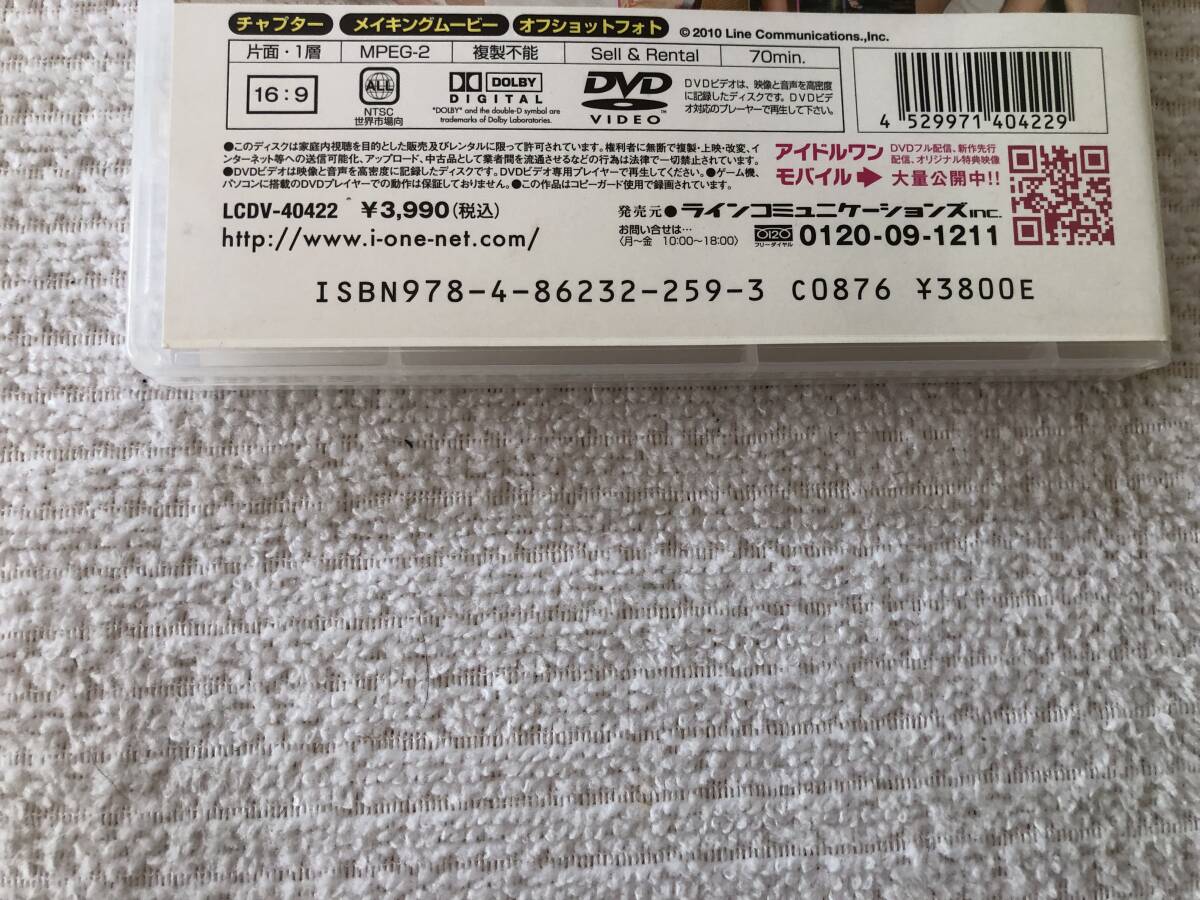 チャプター メイキングムービー オフショットフォト © 2010 Line Communications.,Inc.
片面・1層 MPEG-2 複製不能 Sell & Rental 70min.
16:9
ALL
NTSC
世界市場向
DOLBY
DIGITAL
"DOLBY" and the double-D symbol are
trademarks of Dolby Laboratories.
DVD
VIDEO
DVDビデオは、映像と音声を高密度
に記録したディスクです。DVDビデ
オ対応のプレーヤーで再生して下さい。
4 529971 404229
●このディスクは家庭内視聴を目的とした販売及びレンタルに限って許可されています。権利者に無断で複製・上映・改変、イ
ンターネット等への送信可能化、アップロード、中古品として業者間を流通させるなどの行為は法律で一切禁止されています。
●DVDビデオは映像と音声を高密度に記録したディスクです。DVDビデオ専用プレイヤーで再生してください。●ゲーム機、
パソコンに搭載のDVDプレイヤーでの動作は保証しておりません。●この作品はコピーガード使用で録画されています。
アイドルワン
モバイル
DVDフル配信、新作先行
配信、オリジナル特典映像
大量公開中!!
LCDV-40422 ¥3,990(税込)
発売元●ラインコミュニケーションズinc.
http://www.i-one-net.com/
お問い合せは…
〈月〜金 10:00〜18:00〉
フリーダイヤル
0120-09-1211
ISBN978-4-86232-259-3 C0876 ¥3800E